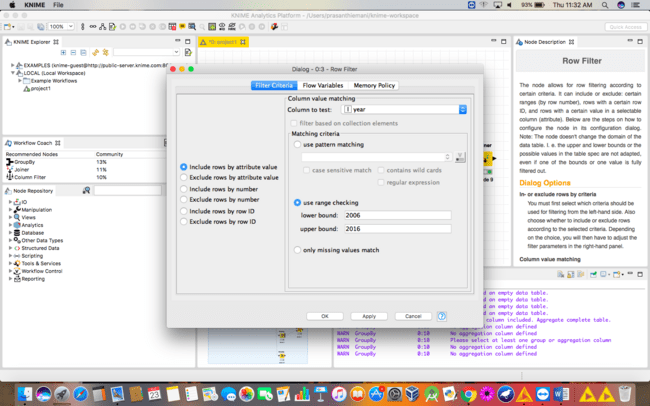 KNIME File
93% Thu 11:32 AM
KNIME Analytics Platform - /Users/prasanthiemani/knime-workspace
100%
Quick Access
KNIME Explorer
*0: project1
Node Description
EXAMPLES (knime-guest@http://public-server.knime.com:80
LOCAL (Local Workspace)
Example Workflows
project1
Workflow Coach
Recommended Nodes Community
GroupBy 13%
Joiner 11%
Column Filter 10%
Node Repository
IO
Manipulation
Views
Analytics
Database
Other Data Types
Structured Data
Scripting
Tools & Services
Workflow Control
Reporting
Dialog - 0:3 - Row Filter
Filter Criteria Flow Variables Memory Policy
Include rows by attribute value
Exclude rows by attribute value
Include rows by number
Exclude rows by number
Include rows by row ID
Exclude rows by row ID
Column value matching
Column to test: I year
filter based on collection elements
Matching criteria
use pattern matching
case sensitive match contains wild cards
regular expression
use range checking
lower bound: 2006
upper bound: 2016
only missing values match
OK Apply Cancel
Row Filter
The node allows for row filtering according to
certain criteria. It can include or exclude: certain
ranges (by row number), rows with a certain row
ID, and rows with a certain value in a selectable
column (attribute). Below are the steps on how to
configure the node in its configuration dialog.
Note: The node doesn't change the domain of the
data table. I. e. the upper and lower bounds or the
possible values in the table spec are not adapted,
even if one of the bounds or one value is fully
filtered out.
Dialog Options
In- or exclude rows by criteria
You must first select which criteria should be
used for filtering from the left-hand side. Also
choose whether to include or exclude rows
according to the selected criteria. Depending
on the choice, you will then have to adjust the
filter parameters in the right-hand panel.
Column value matching
on empty data table.
on empty data table.
on empty data table.
column included. Aggregate complete table.
aggregation column defined
WARN GroupBy 0:10 No aggregation column defined
WARN GroupBy 0:10 Please select at least one group or aggregation column
WARN GroupBy 0:10 No aggregation column defined
WARN GroupBy 0:10 No aggregation column defined